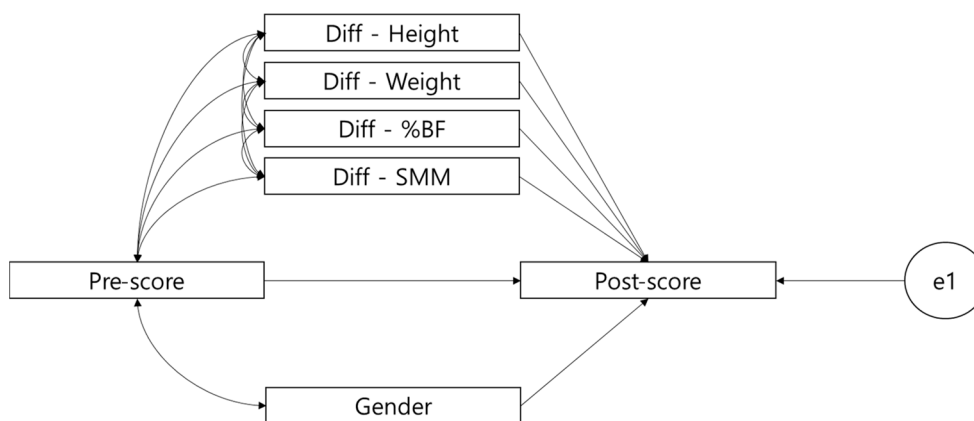 Diff - Height
Diff - Weight
Diff - %BF
Diff - SMM
Pre-score
Post-score
e1
Gender